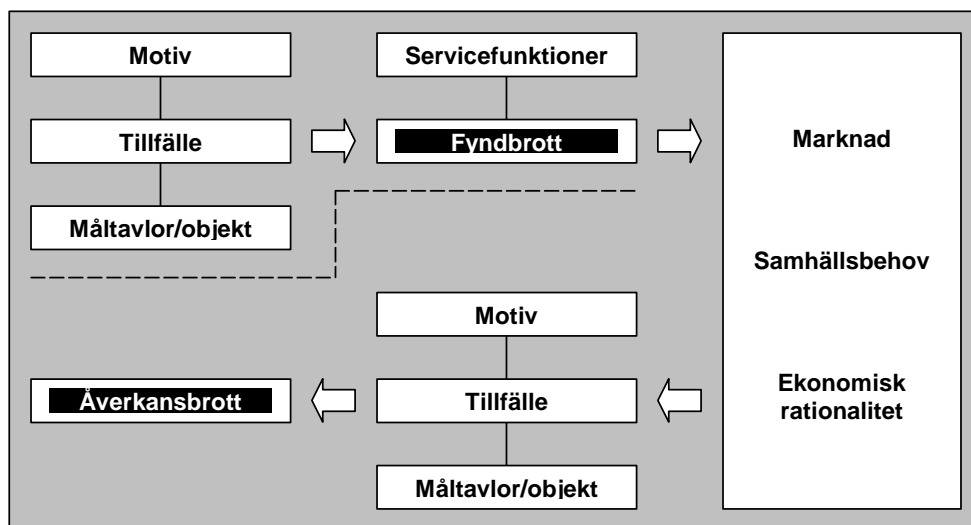 Motiv
Tillfälle
Måltavlor/objekt
Servicefunktioner
Fyndbrott
Marknad
Samhällsbehov
Ekonomisk
rationalitet
Motiv
Tillfälle
Måltavlor/objekt
Åverkansbrott